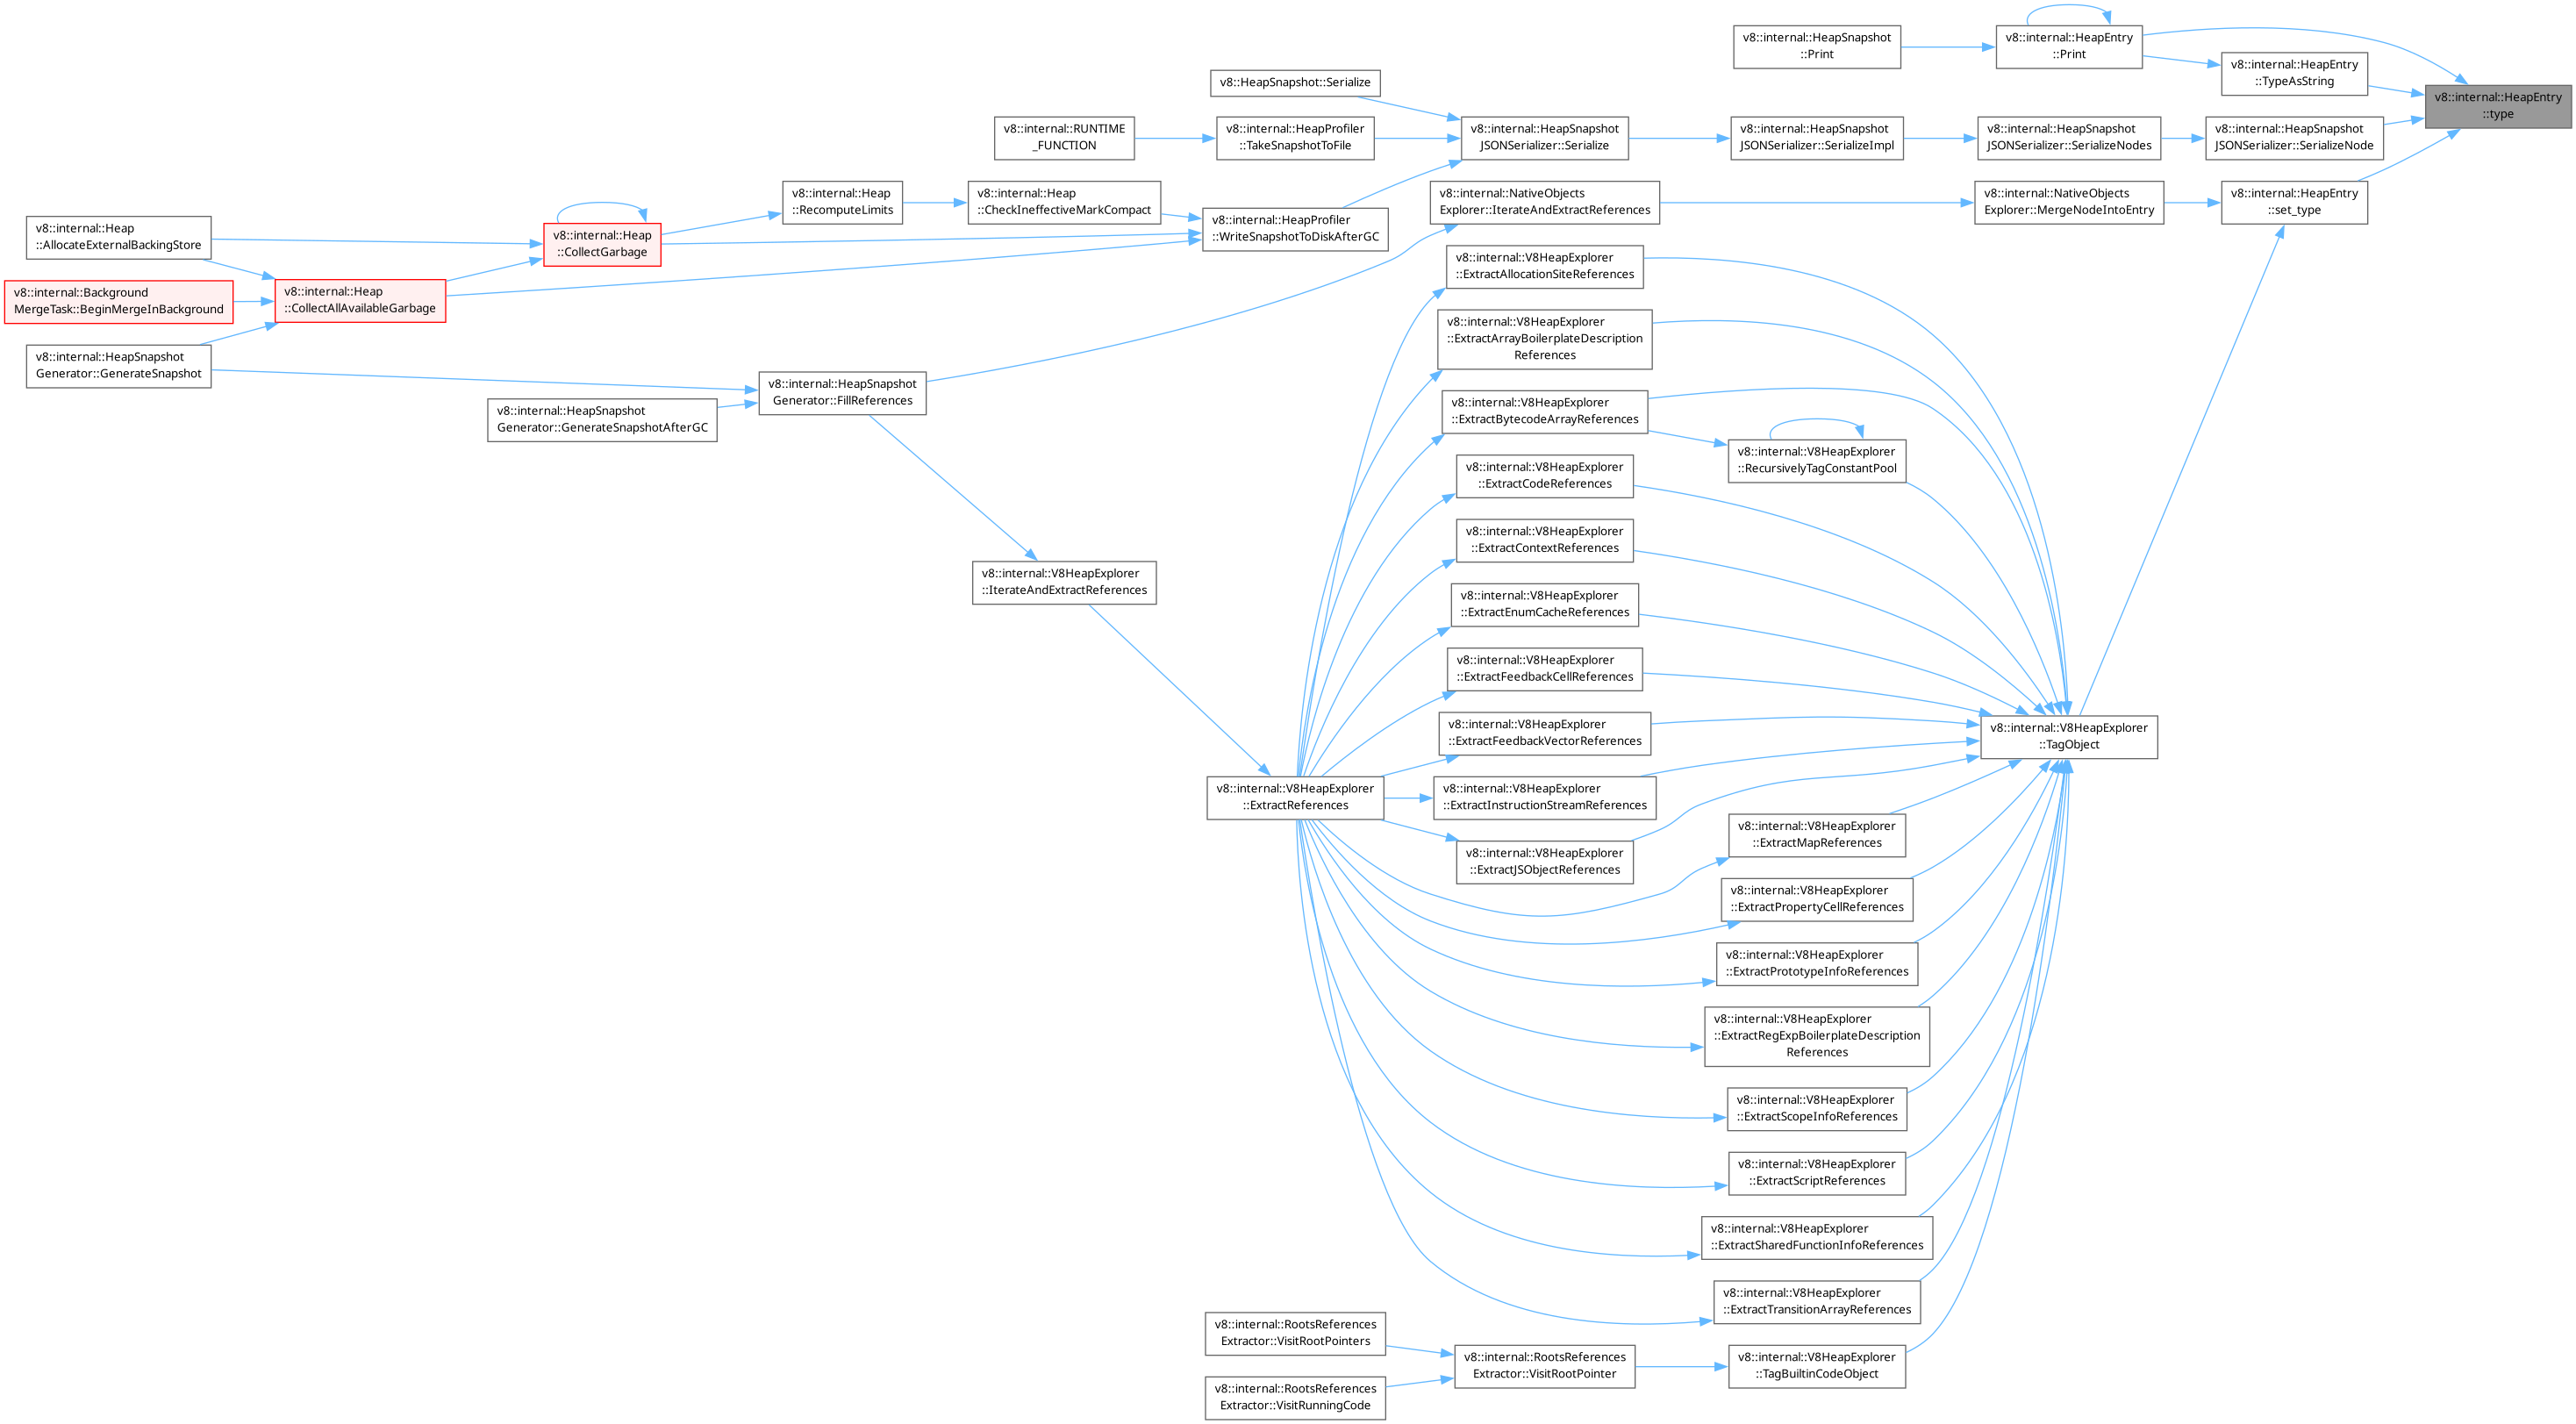 v8::internal::HeapEntry
::type
v8::internal::HeapEntry
::Print
v8::internal::HeapSnapshot
::Print
v8::internal::HeapEntry
::TypeAsString
v8::HeapSnapshot::Serialize
v8::internal::RUNTIME
_FUNCTION
v8::internal::HeapProfiler
::TakeSnapshotToFile
v8::internal::HeapSnapshot
JSONSerializer::Serialize
v8::internal::HeapSnapshot
JSONSerializer::SerializeImpl
v8::internal::HeapSnapshot
JSONSerializer::SerializeNodes
v8::internal::HeapSnapshot
JSONSerializer::SerializeNode
v8::internal::Heap
::AllocateExternalBackingStore
v8::internal::Heap
::CollectGarbage
v8::internal::Heap
::RecomputeLimits
v8::internal::Heap
::CheckIneffectiveMarkCompact
v8::internal::HeapProfiler
::WriteSnapshotToDiskAfterGC
v8::internal::NativeObjects
Explorer::IterateAndExtractReferences
v8::internal::NativeObjects
Explorer::MergeNodeIntoEntry
v8::internal::HeapEntry
::set_type
v8::internal::Background
MergeTask::BeginMergeInBackground
v8::internal::Heap
::CollectAllAvailableGarbage
v8::internal::HeapSnapshot
Generator::GenerateSnapshot
v8::internal::HeapSnapshot
Generator::GenerateSnapshotAfterGC
v8::internal::HeapSnapshot
Generator::FillReferences
v8::internal::V8HeapExplorer
::IterateAndExtractReferences
v8::internal::V8HeapExplorer
::ExtractReferences
v8::internal::V8HeapExplorer
::ExtractAllocationSiteReferences
v8::internal::V8HeapExplorer
::ExtractArrayBoilerplateDescription
References
v8::internal::V8HeapExplorer
::ExtractBytecodeArrayReferences
v8::internal::V8HeapExplorer
::RecursivelyTagConstantPool
v8::internal::V8HeapExplorer
::ExtractCodeReferences
v8::internal::V8HeapExplorer
::ExtractContextReferences
v8::internal::V8HeapExplorer
::ExtractEnumCacheReferences
v8::internal::V8HeapExplorer
::ExtractFeedbackCellReferences
v8::internal::V8HeapExplorer
::ExtractFeedbackVectorReferences
v8::internal::V8HeapExplorer
::TagObject
v8::internal::V8HeapExplorer
::ExtractInstructionStreamReferences
v8::internal::V8HeapExplorer
::ExtractJSObjectReferences
v8::internal::V8HeapExplorer
::ExtractMapReferences
v8::internal::V8HeapExplorer
::ExtractPropertyCellReferences
v8::internal::V8HeapExplorer
::ExtractPrototypeInfoReferences
v8::internal::V8HeapExplorer
::ExtractRegExpBoilerplateDescription
References
v8::internal::V8HeapExplorer
::ExtractScopeInfoReferences
v8::internal::V8HeapExplorer
::ExtractScriptReferences
v8::internal::V8HeapExplorer
::ExtractSharedFunctionInfoReferences
v8::internal::V8HeapExplorer
::ExtractTransitionArrayReferences
v8::internal::V8HeapExplorer
::TagBuiltinCodeObject
v8::internal::RootsReferences
Extractor::VisitRootPointer
v8::internal::RootsReferences
Extractor::VisitRootPointers
v8::internal::RootsReferences
Extractor::VisitRunningCode